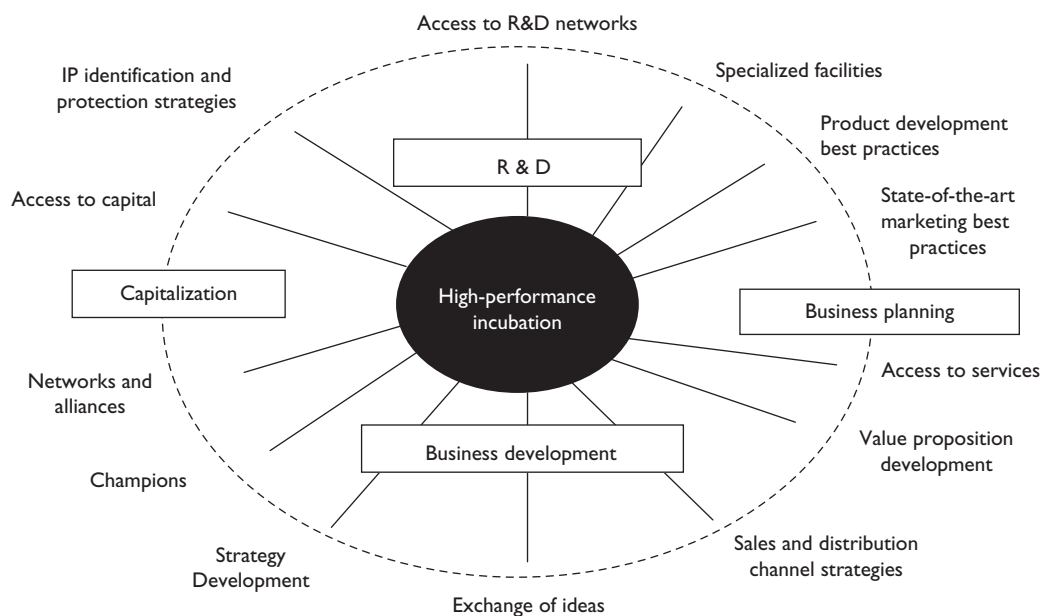 Access to R&D networks
IP identification and
protection strategies
Specialized facilities
Product development
best practices
R & D
Access to capital
State-of-the-art
marketing best
practices
Capitalization
High-performance
incubation
Business planning
Networks and
alliances
Access to services
Business development
Value proposition
development
Champions
Strategy
Development
Sales and distribution
channel strategies
Exchange of ideas